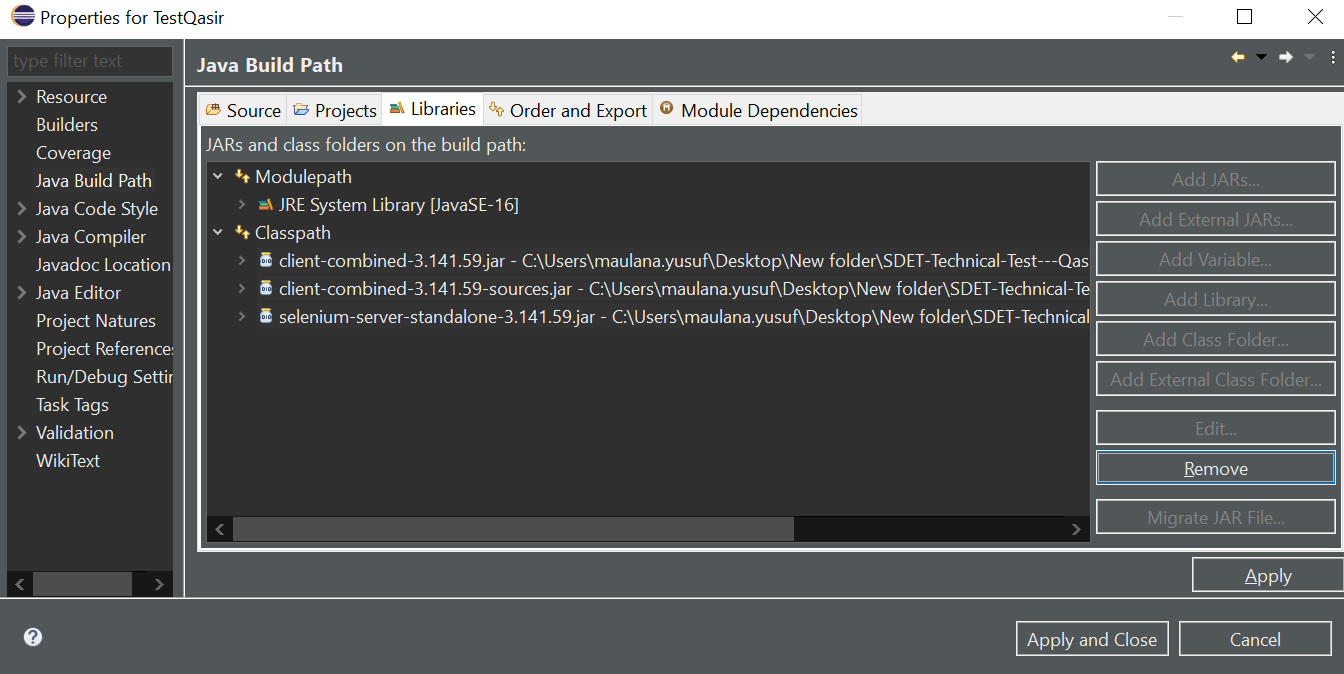 Properties for TestQasir
type filter text
Resource
Builders
Coverage
Java Build Path
Java Code Style
Java Compiler
Javadoc Location
Java Editor
Project Natures
Project References
Run/Debug Settin
Task Tags
Validation
WikiText
Java Build Path
Source Projects Libraries Order and Export Module Dependencies
JARs and class folders on the build path:
Modulepath
JRE System Library [JavaSE-16]
Classpath
client-combined-3.141.59.jar - C:\Users\maulana.yusuf\Desktop\New folder\SDET-Technical-Test---Qas
client-combined-3.141.59-sources.jar - C:\Users\maulana.yusuf\Desktop\New folder\SDET-Technical-Te
selenium-server-standalone-3.141.59.jar - C:\Users\maulana.yusuf\Desktop\New folder\SDET-Technical
Add JARs...
Add External JARs...
Add Variable...
Add Library...
Add Class Folder...
Add External Class Folder...
Edit...
Remove
Migrate JAR File...
Apply
Apply and Close
Cancel